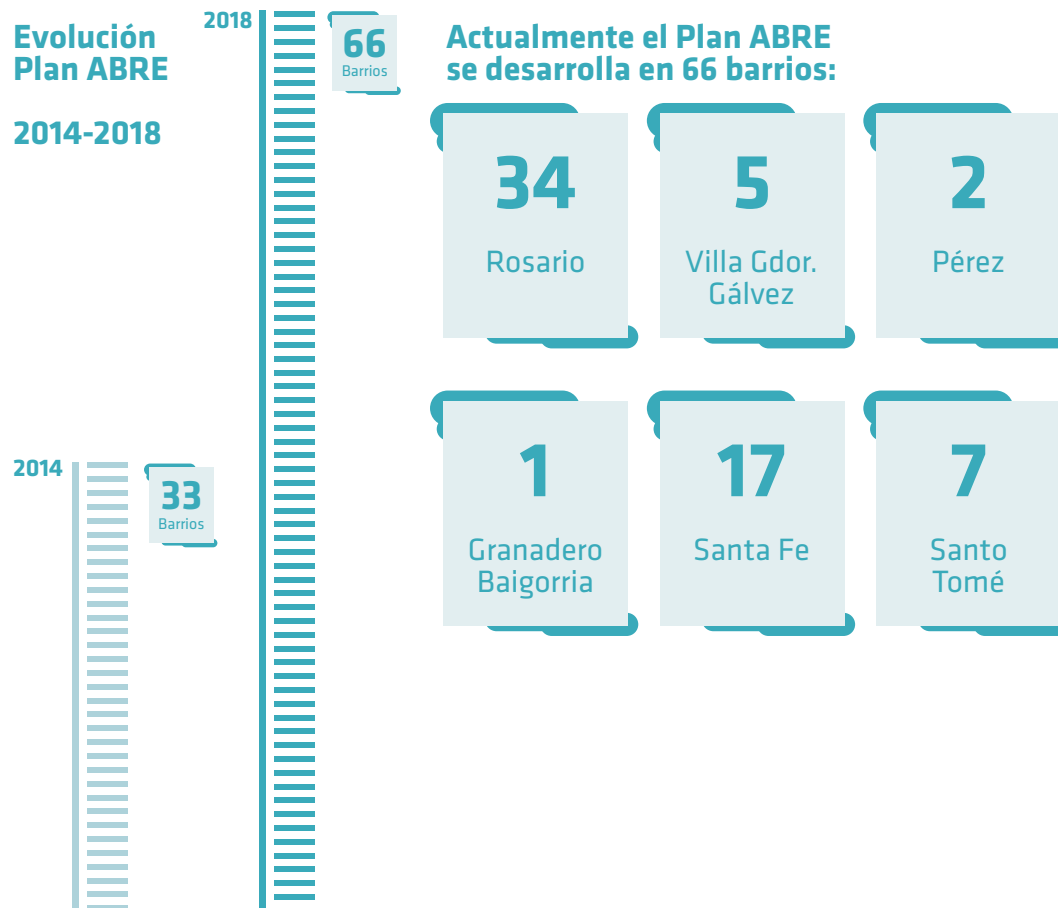 Evolución
Plan ABRE
2014-2018
2018
66
Barrios
2014
33
Barrios
Actualmente el Plan ABRE
se desarrolla en 66 barrios:
34
Rosario
5
Villa Gdor.
Gálvez
2
Pérez
1
Granadero
Baigorria
17
Santa Fe
7
Santo
Tomé